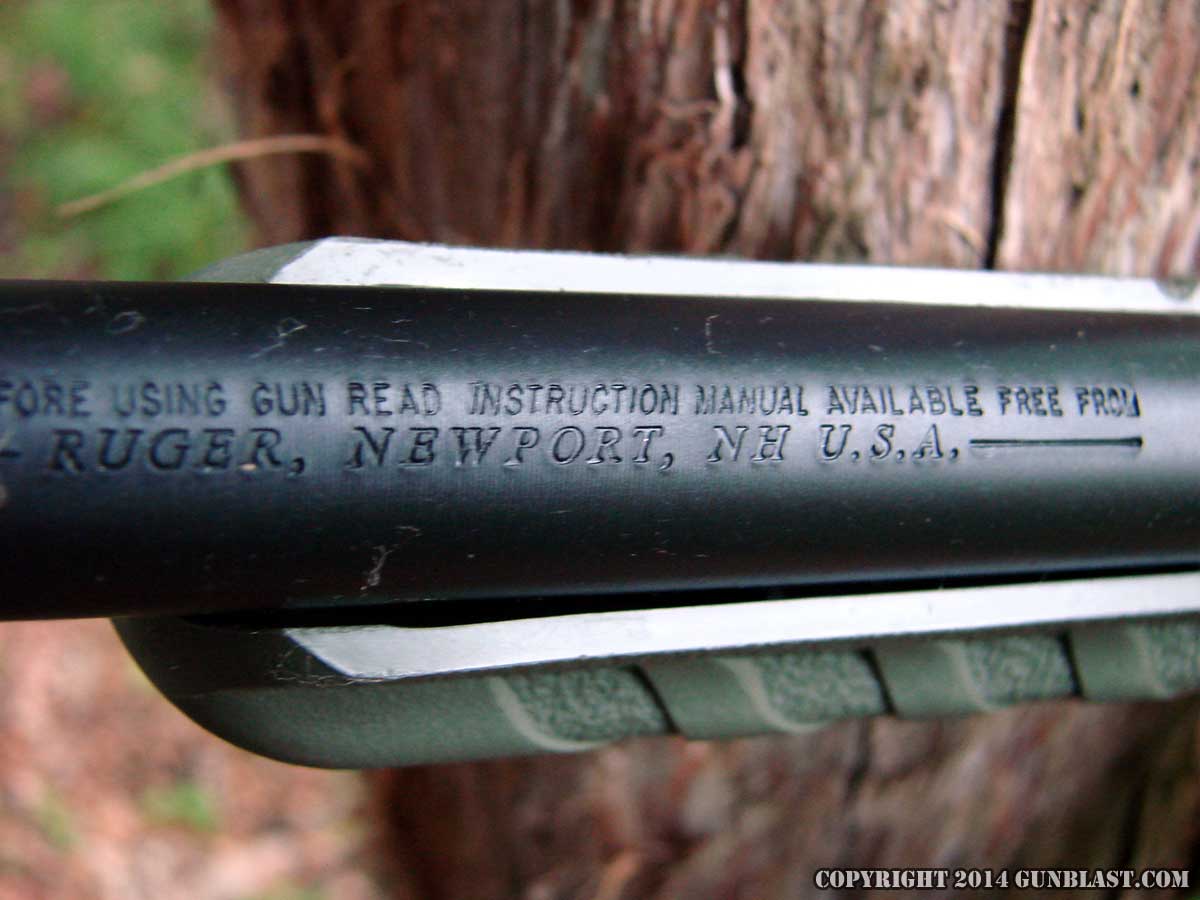 FORE USING GUN READ INSTRUCTION MANUAL AVAILABLE FREE FROM
- RUGER, NEWPORT, NH U.S.A. —
COPYRIGHT 2014 GUNBLAST.COM